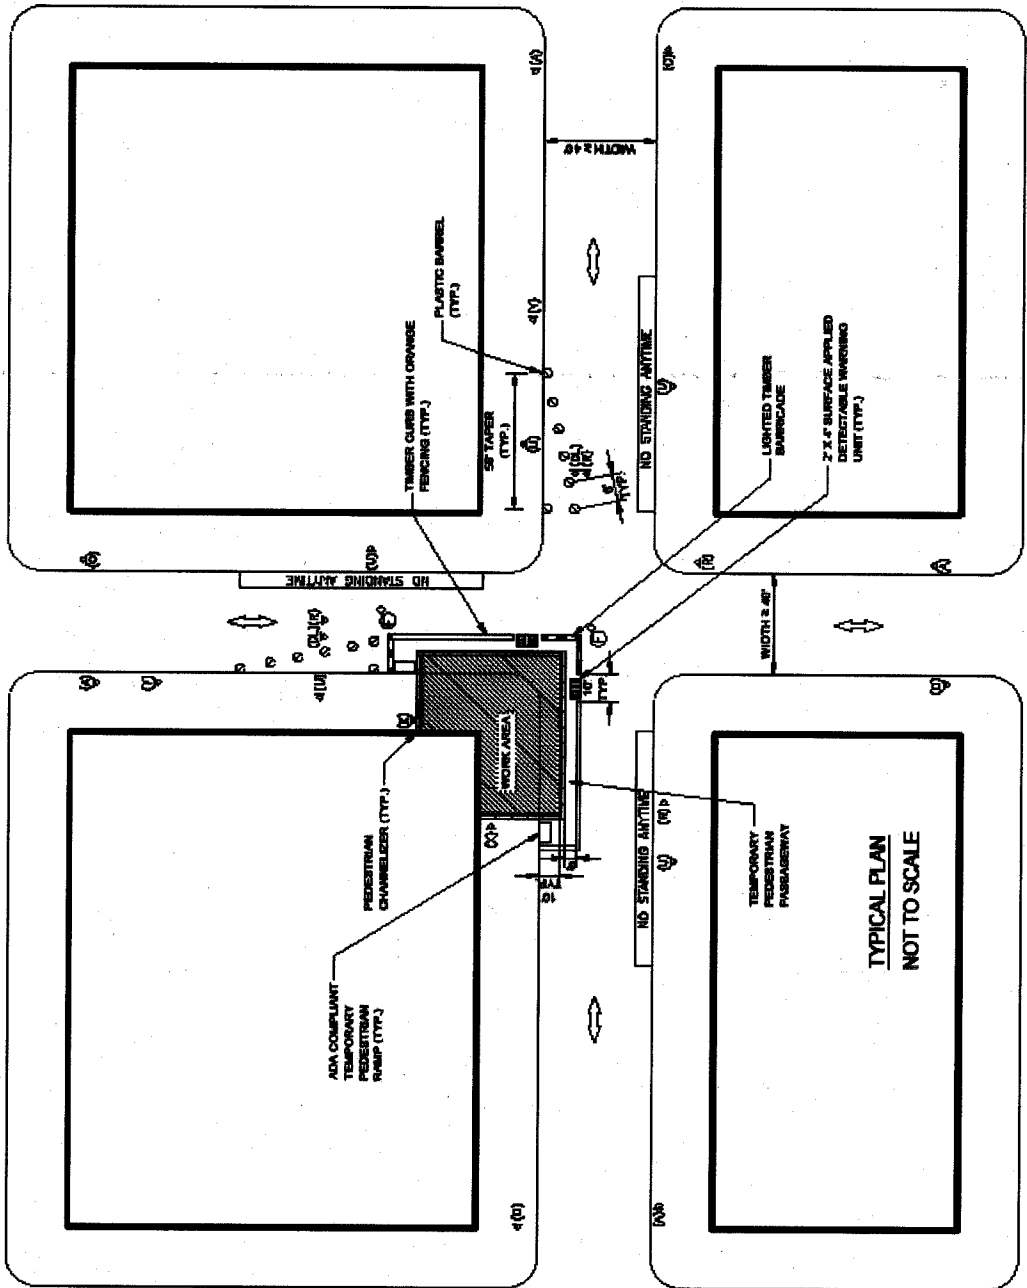 ADA COMPLIANT
TEMPORARY
PEDESTRIAN
RAMP (TYP.)
PEDESTRIAN
CHANNELIZER (TYP.)
TIMBER CURB WITH ORANGE
FENCING (TYP.)
PLASTIC BARREL
(TYP.)
55' TAPER
(TYP.)
WORK AREA
NO STANDING ANYTIME
10'
TYP.
10'
TYP
6'
TYP.
WIDTH ≥ 40'
NO STANDING ANYTIME
NO STANDING ANYTIME
WIDTH ≥ 40'
TEMPORARY
PEDESTRIAN
PASSAGEWAY
LIGHTED TIMBER
BARRICADE
2' X 4' SURFACE APPLIED
DETECTABLE WARNING
UNIT (TYP.)
TYPICAL PLAN
NOT TO SCALE
(A)
(A)
(A)
(A)
(Y)
(Y)
(U)
(X)
(R)